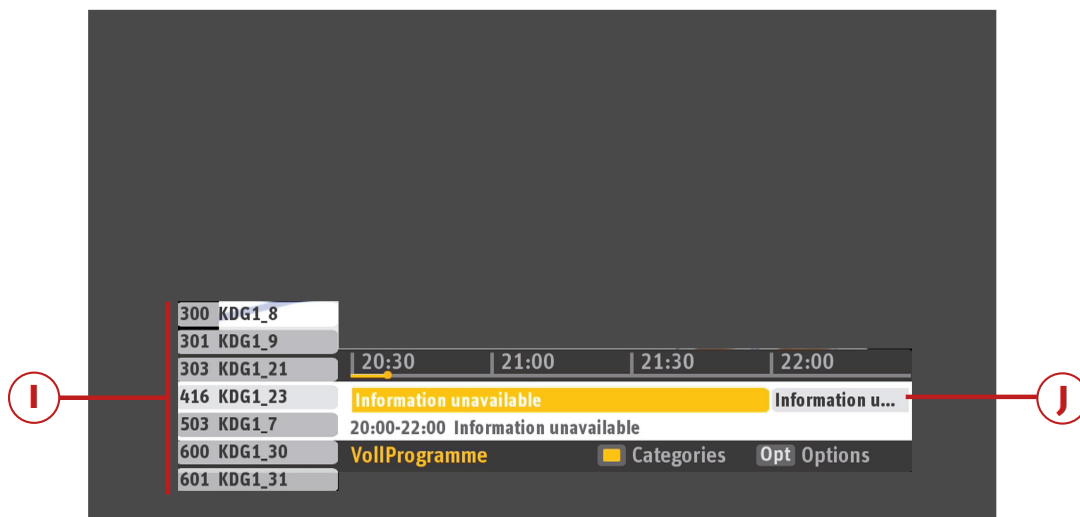 300 KDG1_8
301 KDG1_9
303 KDG1_21
416 KDG1_23
503 KDG1_7
600 KDG1_30
601 KDG1_31
20:30 21:00 21:30 22:00
Information unavailable Information u...
20:00-22:00 Information unavailable
VollProgramme Categories Opt Options
I
J